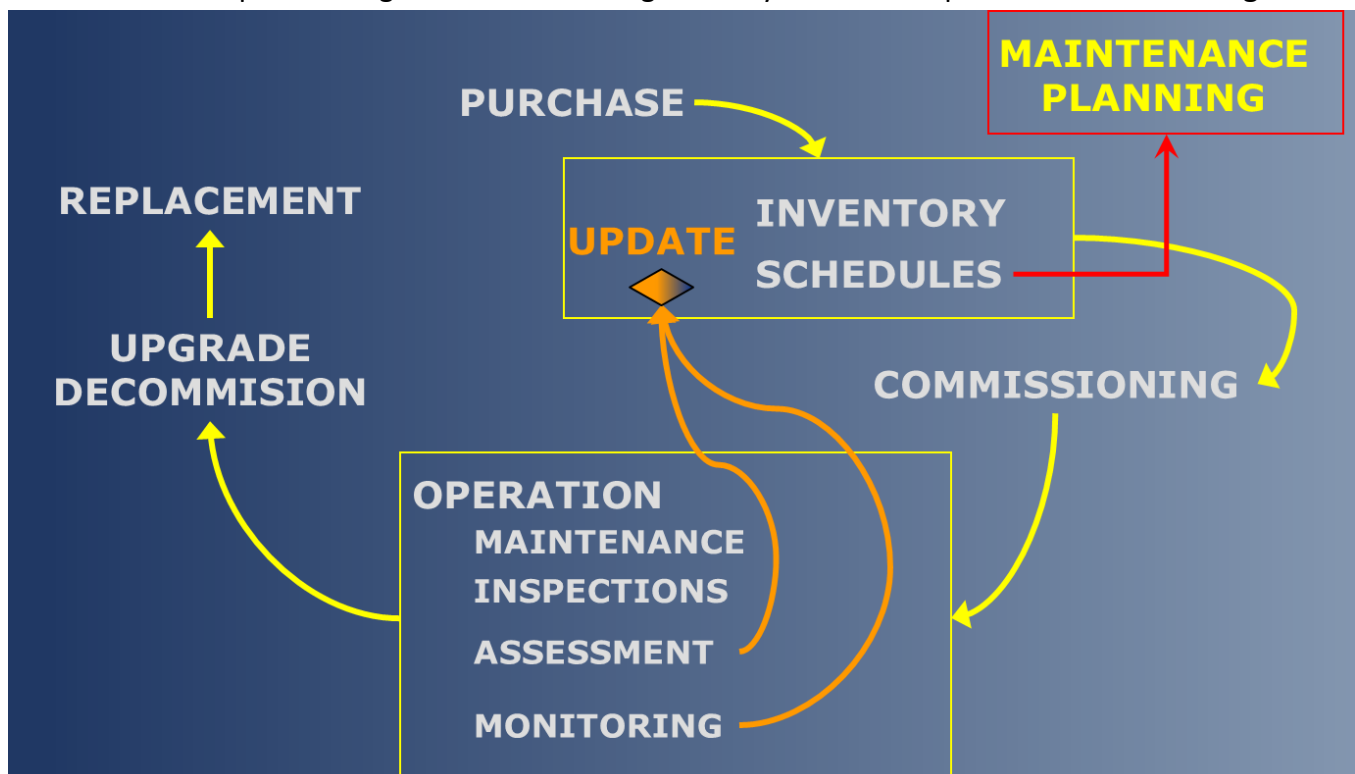 MAINTENANCE
PLANNING
PURCHASE
REPLACEMENT
INVENTORY
UPDATE
SCHEDULES
UPGRADE
DECOMMISION
COMMISSIONING
OPERATION
MAINTENANCE
INSPECTIONS
ASSESSMENT
MONITORING